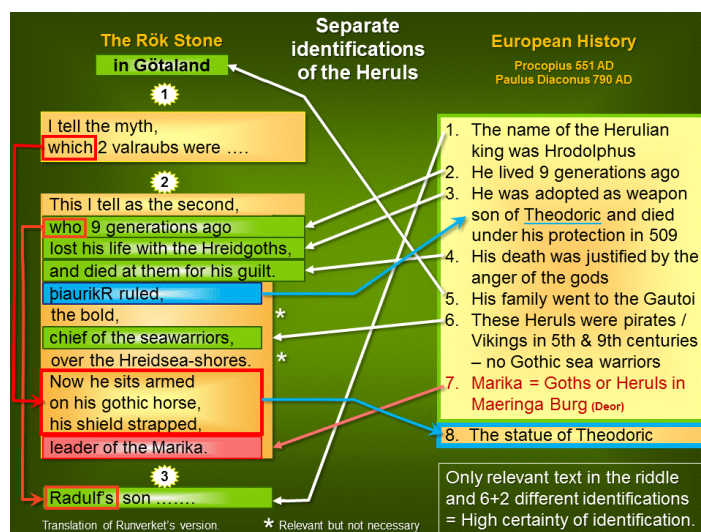 The Rök Stone
in Götaland
Separate
identifications
of the Heruls
European History
Procopius 551 AD
Paulus Diaconus 790 AD
1
I tell the myth,
which 2 valraubs were ....
2
This I tell as the second,
who 9 generations ago
lost his life with the Hreidgoths,
and died at them for his guilt.
þiaurikR ruled,
the bold, *
chief of the seawarriors,
over the Hreidsea-shores. *
Now he sits armed
on his gothic horse,
his shield strapped,
leader of the Marika.
3
Radulf's son .......
Translation of Runverket's version.
* Relevant but not necessary
1. The name of the Herulian
king was Hrodolphus
2. He lived 9 generations ago
3. He was adopted as weapon
son of Theodoric and died
under his protection in 509
4. His death was justified by the
anger of the gods
5. His family went to the Gautoi
6. These Heruls were pirates /
Vikings in 5th & 9th centuries
– no Gothic sea warriors
7. Marika = Goths or Heruls in
Maeringa Burg (Deor)
8. The statue of Theodoric
Only relevant text in the riddle
and 6+2 different identifications
= High certainty of identification.